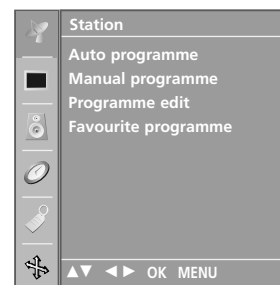 Station
Auto programme
Manual programme
Programme edit
Favourite programme
▲▼ ◄► OK MENU